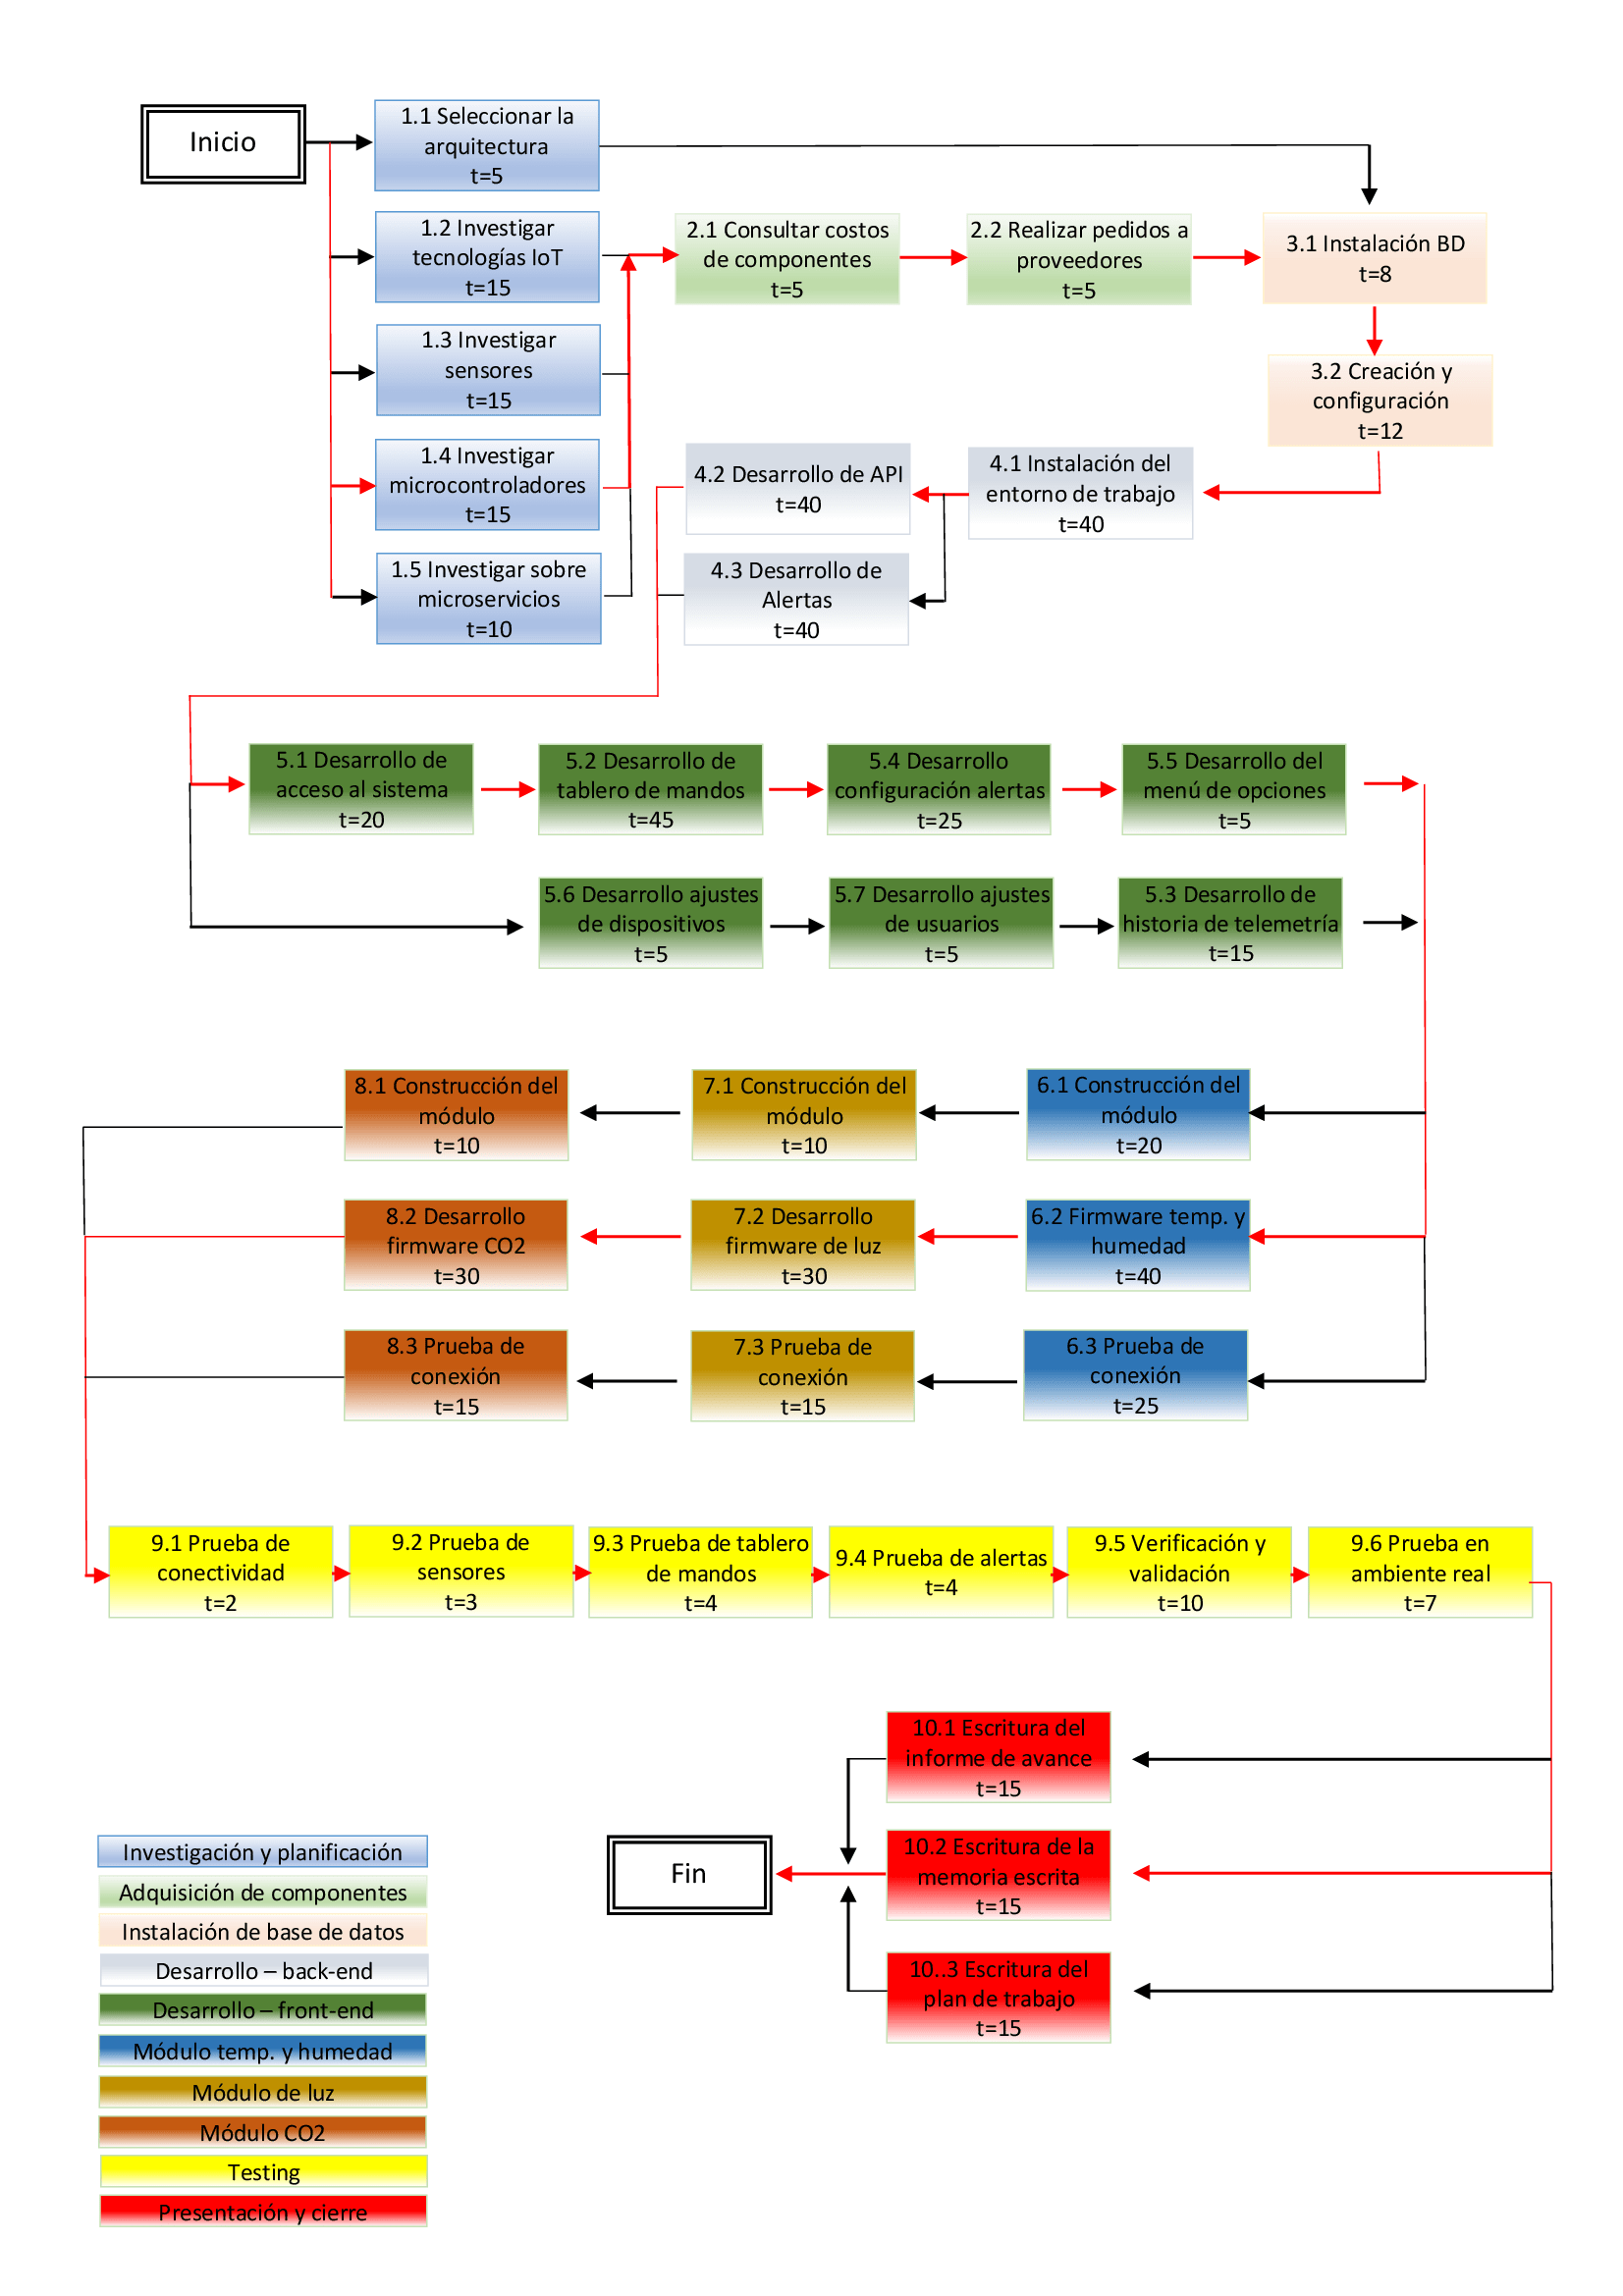 Inicio
1.1 Seleccionar la
arquitectura
t=5
1.2 Investigar
tecnologías IoT
t=15
1.3 Investigar
sensores
t=15
1.4 Investigar
microcontroladores
t=15
1.5 Investigar sobre
microservicios
t=10
2.1 Consultar costos
de componentes
t=5
2.2 Realizar pedidos a
proveedores
t=5
3.1 Instalación BD
t=8
3.2 Creación y
configuración
t=12
4.1 Instalación del
entorno de trabajo
t=40
4.2 Desarrollo de API
t=40
4.3 Desarrollo de
Alertas
t=40
5.1 Desarrollo de
acceso al sistema
t=20
5.2 Desarrollo de
tablero de mandos
t=45
5.4 Desarrollo
configuración alertas
t=25
5.5 Desarrollo del
menú de opciones
t=5
5.6 Desarrollo ajustes
de dispositivos
t=5
5.7 Desarrollo ajustes
de usuarios
t=5
5.3 Desarrollo de
historia de telemetría
t=15
8.1 Construcción del
módulo
t=10
7.1 Construcción del
módulo
t=10
6.1 Construcción del
módulo
t=20
8.2 Desarrollo
firmware CO2
t=30
7.2 Desarrollo
firmware de luz
t=30
6.2 Firmware temp. y
humedad
t=40
8.3 Prueba de
conexión
t=15
7.3 Prueba de
conexión
t=15
6.3 Prueba de
conexión
t=25
9.1 Prueba de
conectividad
t=2
9.2 Prueba de
sensores
t=3
9.3 Prueba de tablero
de mandos
t=4
9.4 Prueba de alertas
t=4
9.5 Verificación y
validación
t=10
9.6 Prueba en
ambiente real
t=7
10.1 Escritura del
informe de avance
t=15
10.2 Escritura de la
memoria escrita
t=15
10..3 Escritura del
plan de trabajo
t=15
Fin
Investigación y planificación
Adquisición de componentes
Instalación de base de datos
Desarrollo – back-end
Desarrollo – front-end
Módulo temp. y humedad
Módulo de luz
Módulo CO2
Testing
Presentación y cierre